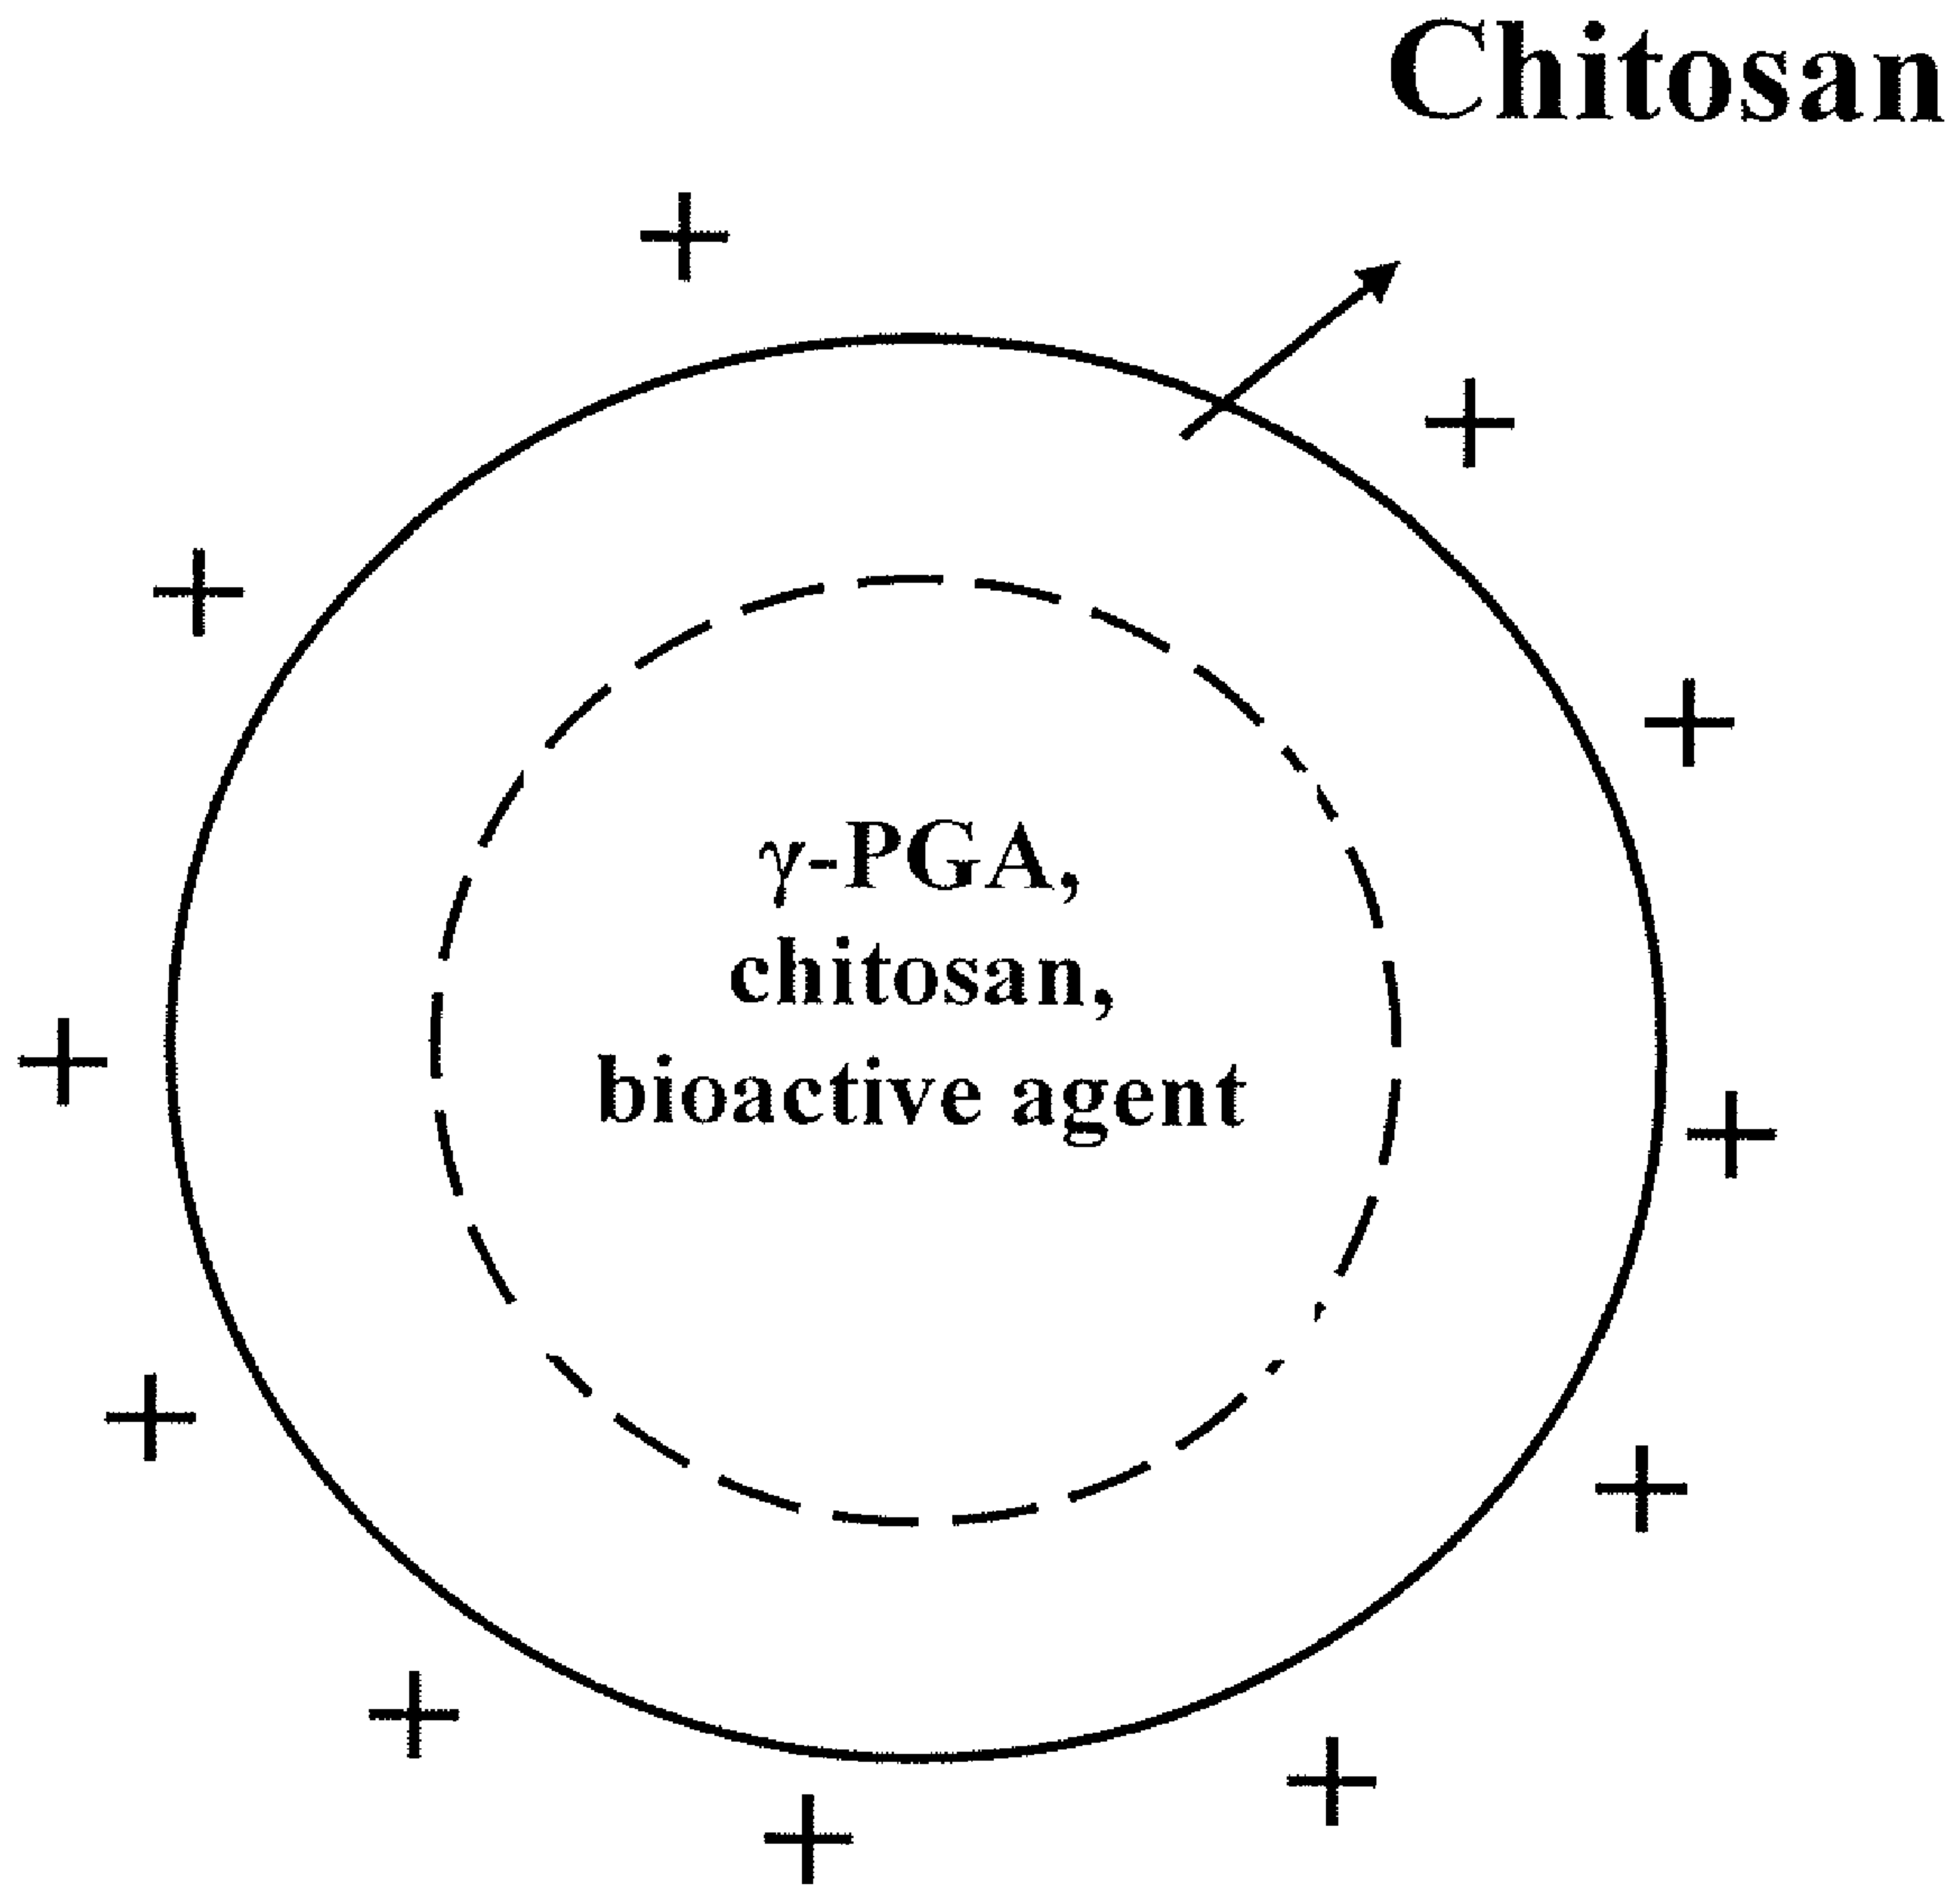 Chitosan
+
+
+
+
γ-PGA,
chitosan,
bioactive agent
+
+
+
+
+
+
+